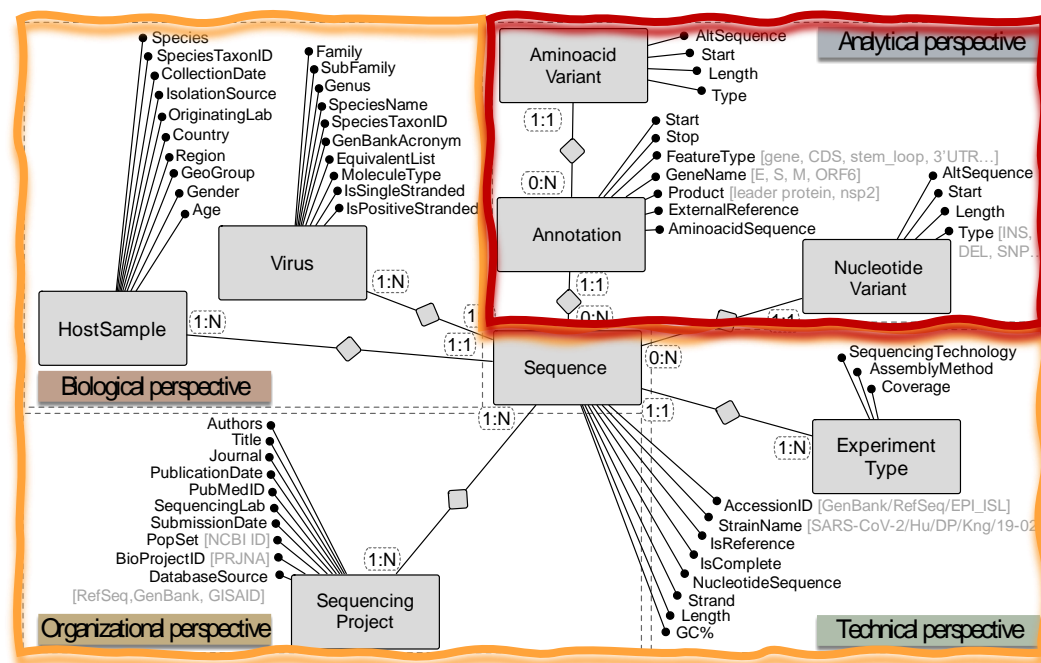 Species
SpeciesTaxonID
CollectionDate
IsolationSource
OriginatingLab
Country
Region
GeoGroup
Gender
Age
HostSample
1:N
Biological perspective
Family
SubFamily
Genus
SpeciesName
SpeciesTaxonID
GenBankAcronym
EquivalentList
MoleculeType
IsSingleStranded
IsPositiveStranded
Virus
1:N
1:1
Analytical perspective
Aminoacid
Variant
AltSequence
Start
Length
Type
1:1
0:N
Start
Stop
FeatureType [gene, CDS, stem_loop, 3'UTR...]
GeneName [E, S, M, ORF6]
Product [leader protein, nsp2]
ExternalReference
AminoacidSequence
Annotation
1:1
0:N
AltSequence
Start
Length
Type [INS,
DEL, SNP...
Nucleotide
Variant
1:1
0:N
Sequence
1:1
1:N
SequencingTechnology
AssemblyMethod
Coverage
1:N
Experiment
Type
AccessionID [GenBank/RefSeq/EPI_ISL]
StrainName [SARS-CoV-2/Hu/DP/Kng/19-02
IsReference
IsComplete
NucleotideSequence
Strand
Length
GC%
Technical perspective
Authors
Title
Journal
PublicationDate
PubMedID
SequencingLab
SubmissionDate
PopSet [NCBI ID]
BioProjectID [PRJNA]
DatabaseSource
[RefSeq,GenBank, GISAID]
1:N
Sequencing
Project
Organizational perspective